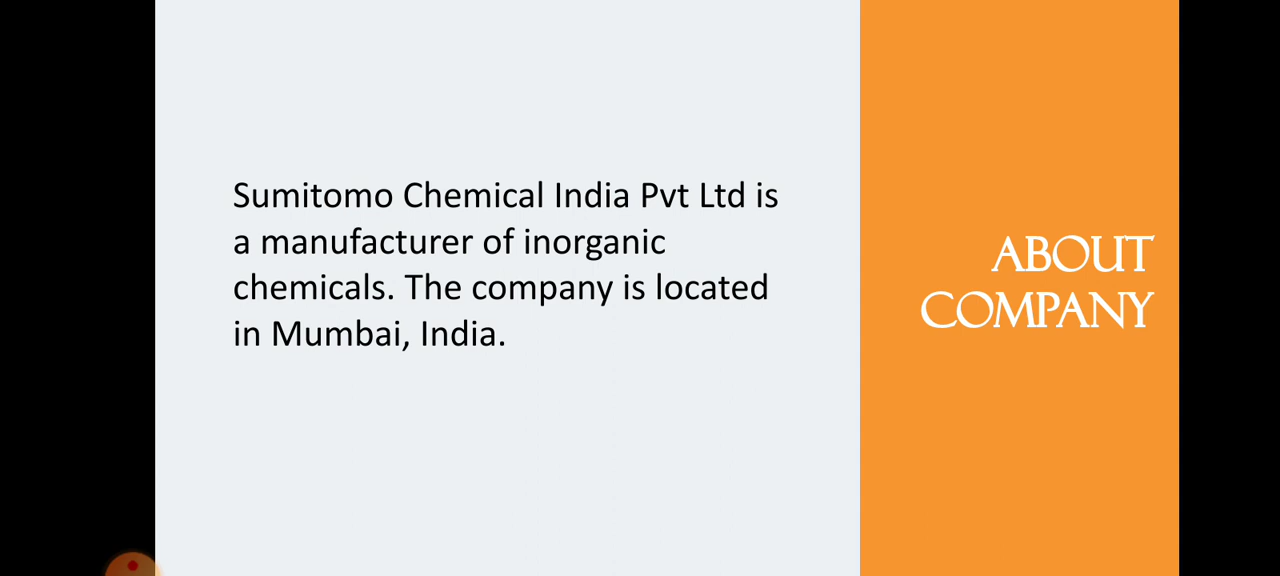 Sumitomo Chemical India Pvt Ltd is
a manufacturer of inorganic
chemicals. The company is located
in Mumbai, India.
ABOUT
COMPANY